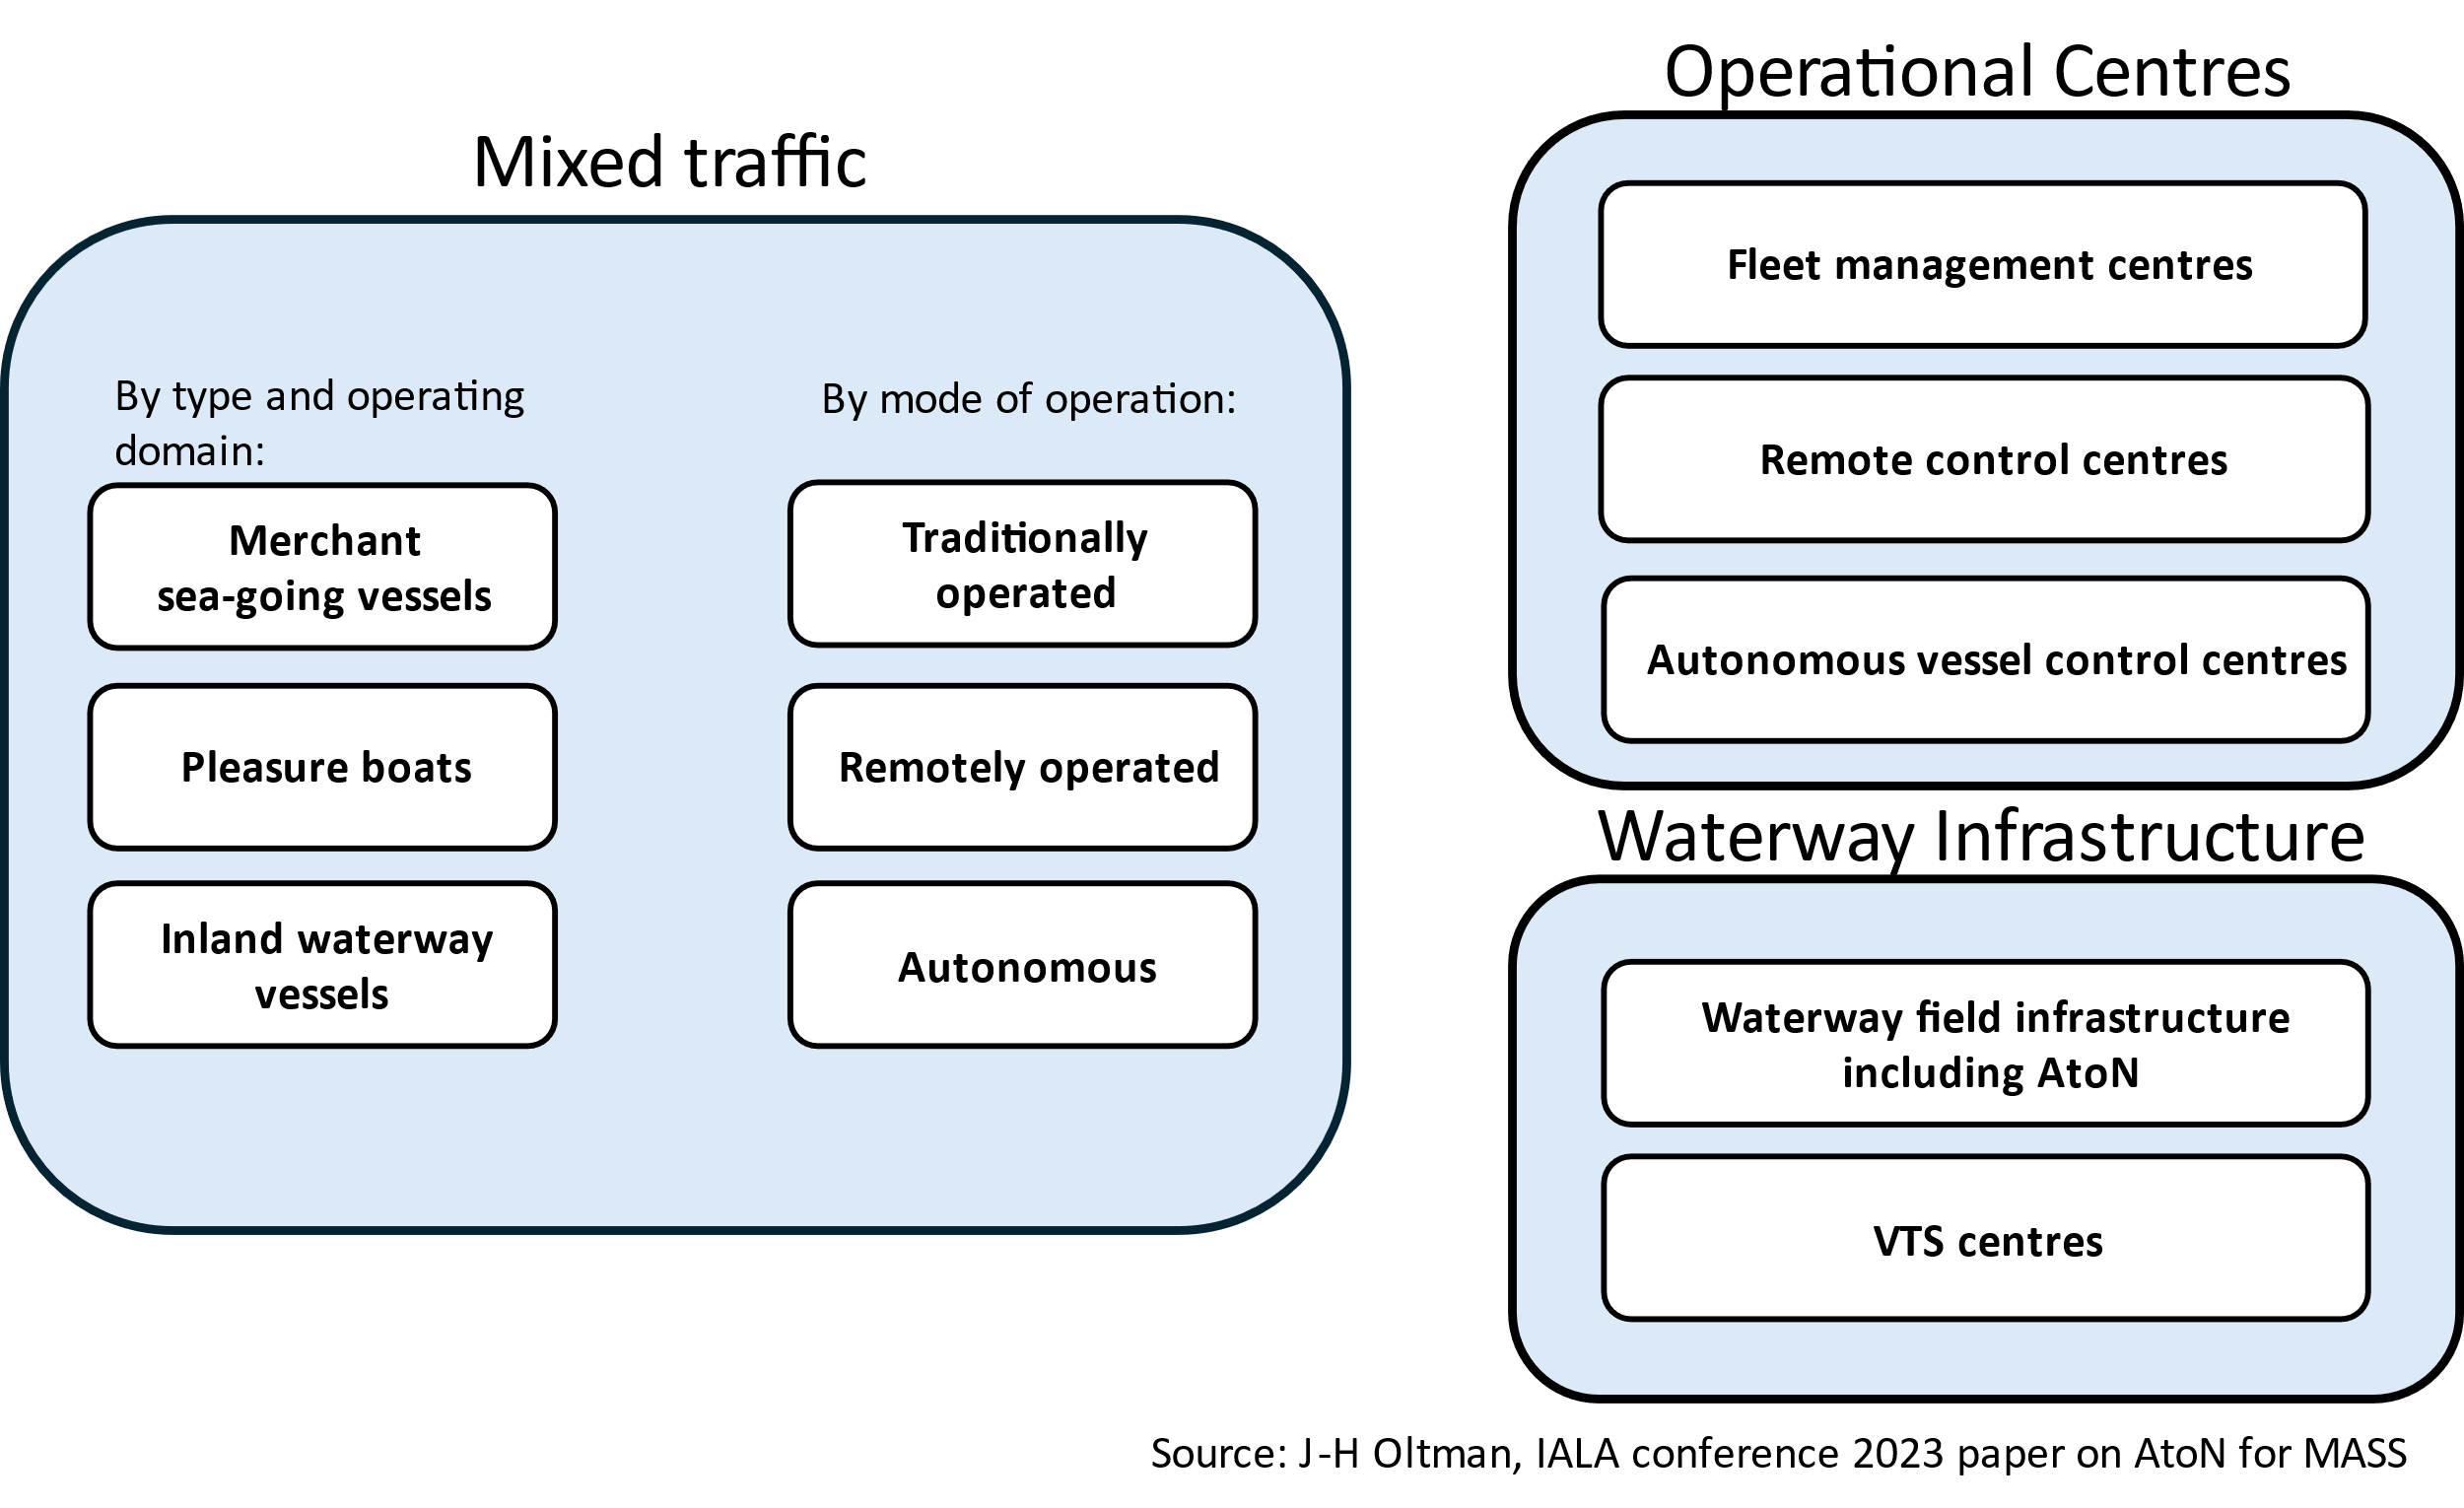 Mixed traffic
By type and operating
domain:
Merchant
sea-going vessels
Pleasure boats
Inland waterway
vessels
By mode of operation:
Traditionally
operated
Remotely operated
Autonomous
Operational Centres
Fleet management centres
Remote control centres
Autonomous vessel control centres
Waterway Infrastructure
Waterway field infrastructure
including AtoN
VTS centres
Source: J-H Oltman, IALA conference 2023 paper on AtoN for MASS